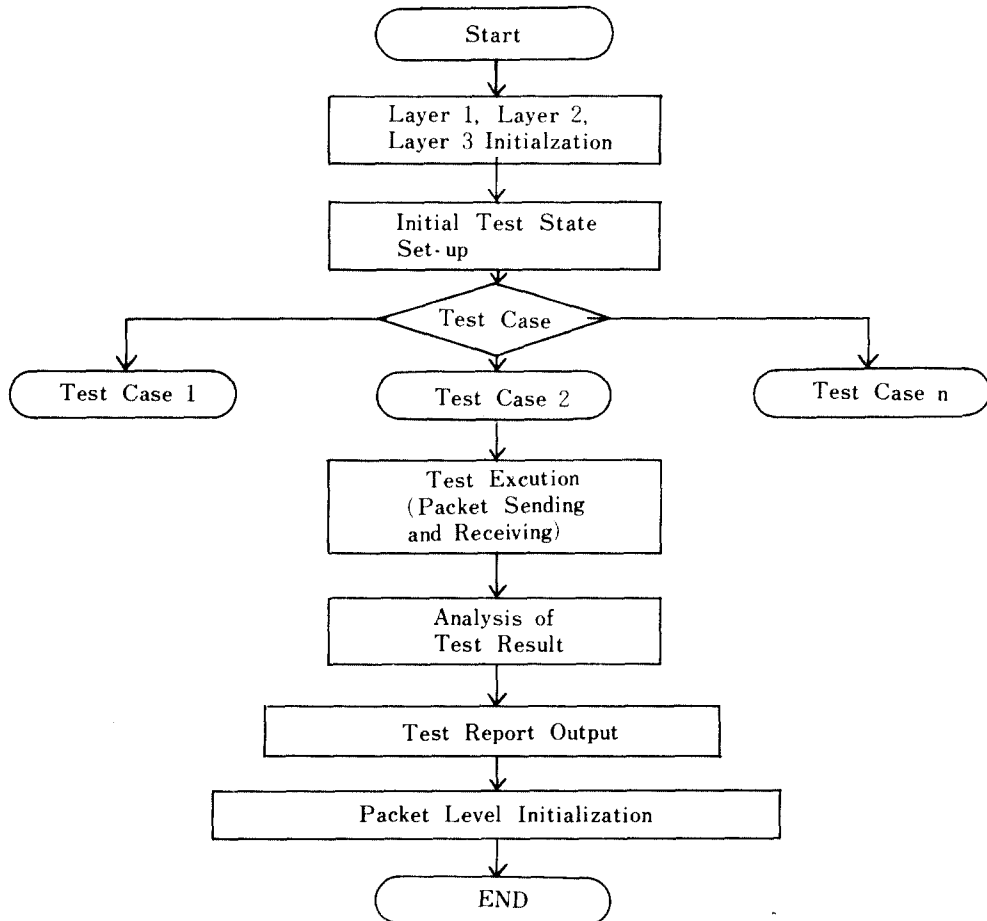 Start
Layer 1, Layer 2,
Layer 3 Initialzation
Initial Test State
Set-up
Test Case
Test Case 1
Test Case 2
Test Case n
Test Excution
(Packet Sending
and Receiving)
Analysis of
Test Result
Test Report Output
Packet Level Initialization
END